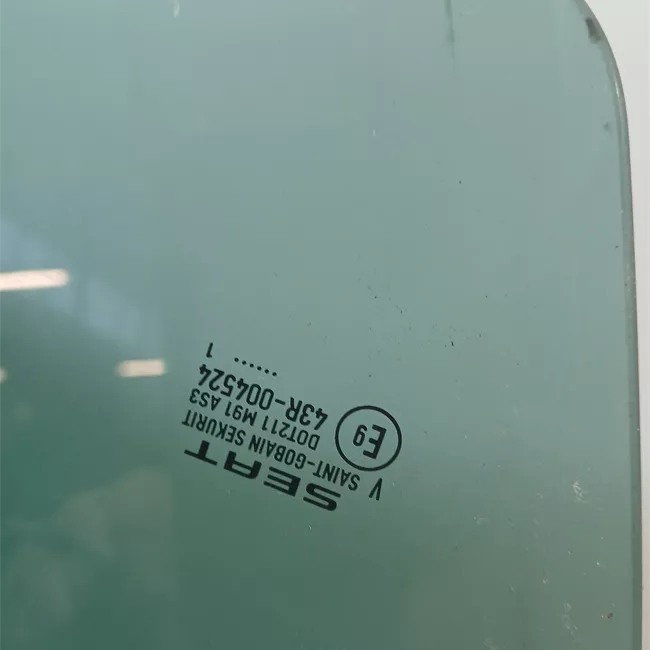 SEAT
V SAINT-GOBAIN SEKURIT
DOT211 M91 AS3
E9
43R-004524
...... 1